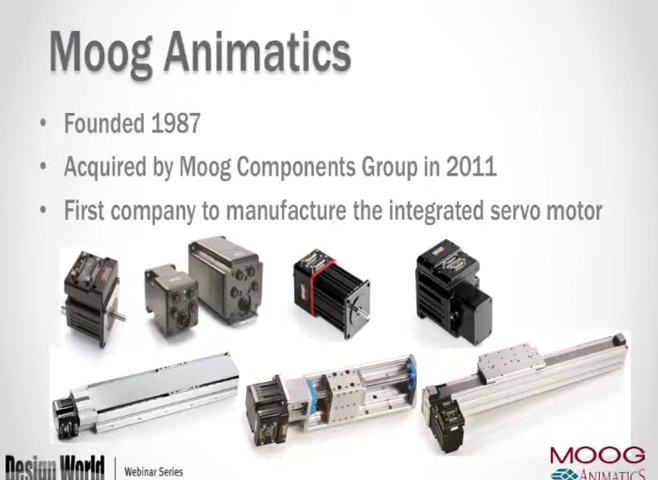 Moog Animatics
• Founded 1987
• Acquired by Moog Components Group in 2011
• First company to manufacture the integrated servo motor
Design World
Webinar Series
MOOG
ANIMATICS